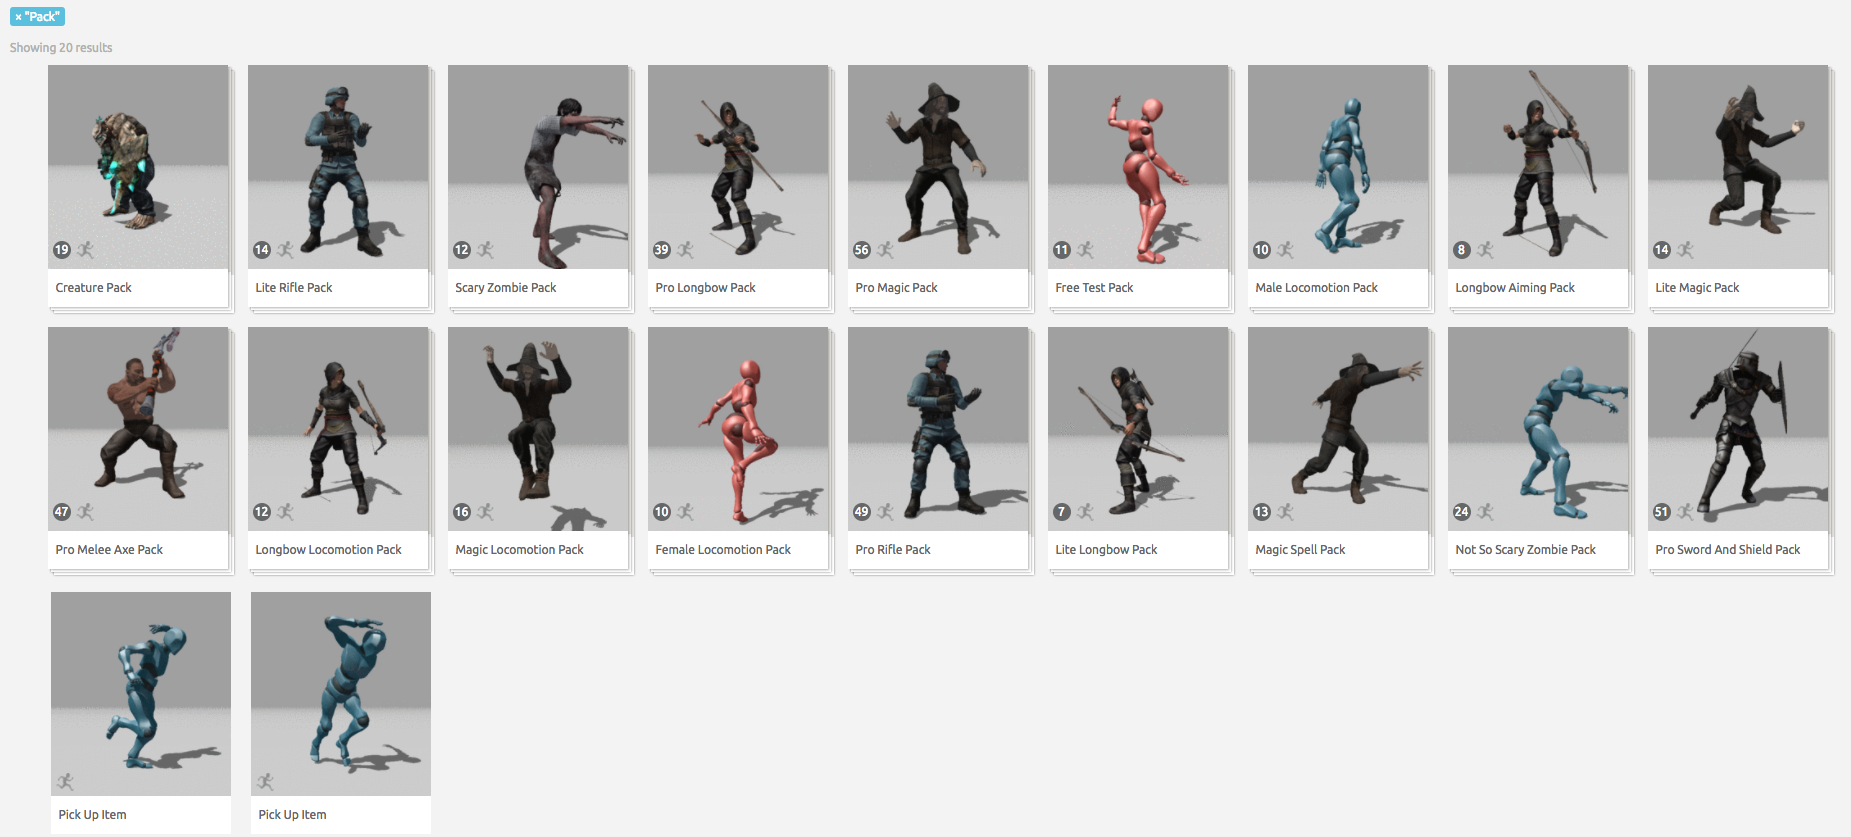 × "Pack"
Showing 20 results
19
14
12
39
56
11
10
8
14
Creature Pack
Lite Rifle Pack
Scary Zombie Pack
Pro Longbow Pack
Pro Magic Pack
Free Test Pack
Male Locomotion Pack
Longbow Aiming Pack
Lite Magic Pack
47
12
16
10
49
7
13
24
51
Pro Melee Axe Pack
Longbow Locomotion Pack
Magic Locomotion Pack
Female Locomotion Pack
Pro Rifle Pack
Lite Longbow Pack
Magic Spell Pack
Not So Scary Zombie Pack
Pro Sword And Shield Pack
Pick Up Item
Pick Up Item